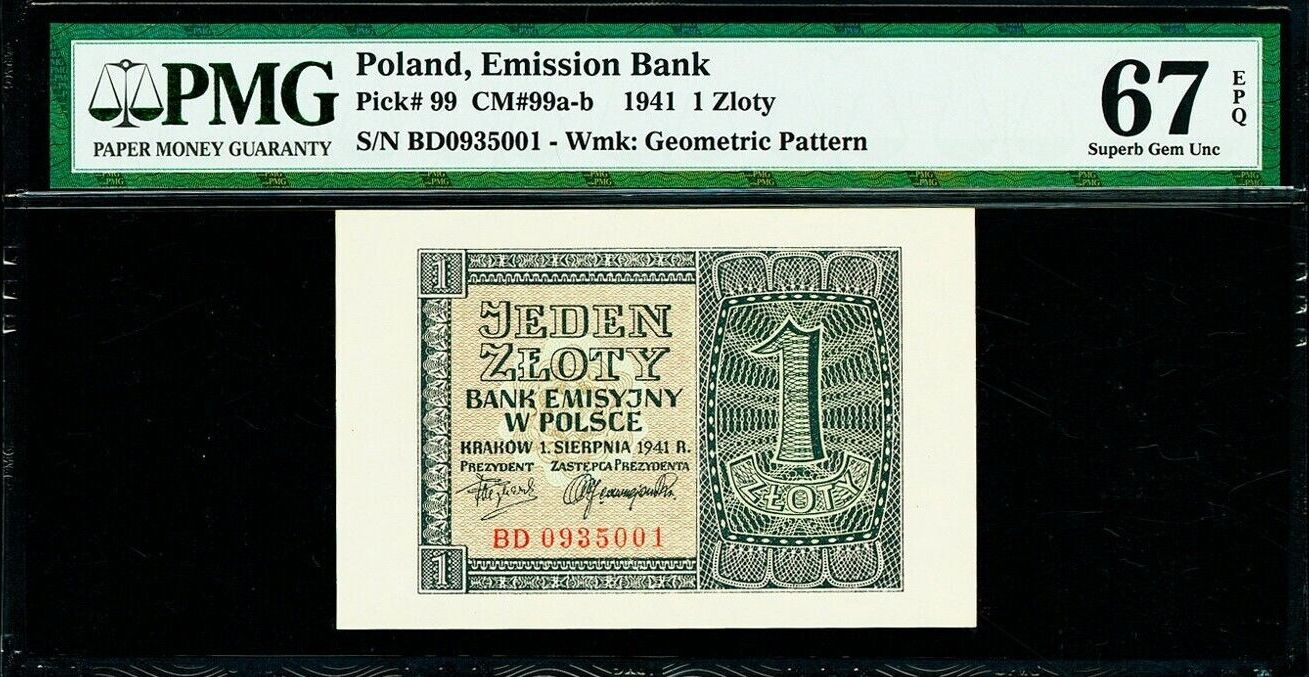 PMG
PAPER MONEY GUARANTY
Poland, Emission Bank
Pick# 99 CM#99a-b 1941 1 Zloty
S/N BD0935001 - Wmk: Geometric Pattern
67
EPQ
Superb Gem Unc
1
JEDEN
ZŁOTY
BANK EMISYJNY
W POLSCE
KRAKÓW 1. SIERPNIA 1941 R.
PREZYDENT ZASTĘPCA PREZYDENTA
BD 0935001
1
1
ZŁOTY